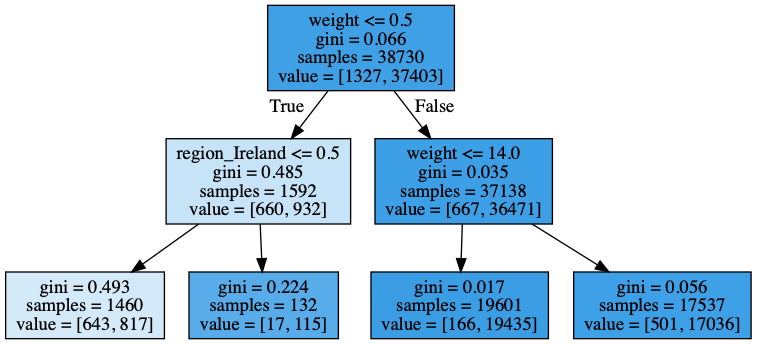 weight <= 0.5
gini = 0.066
samples = 38730
value = [1327, 37403]
True
False
region_Ireland <= 0.5
gini = 0.485
samples = 1592
value = [660, 932]
weight <= 14.0
gini = 0.035
samples = 37138
value = [667, 36471]
gini = 0.493
samples = 1460
value = [643, 817]
gini = 0.224
samples = 132
value = [17, 115]
gini = 0.017
samples = 19601
value = [166, 19435]
gini = 0.056
samples = 17537
value = [501, 17036]